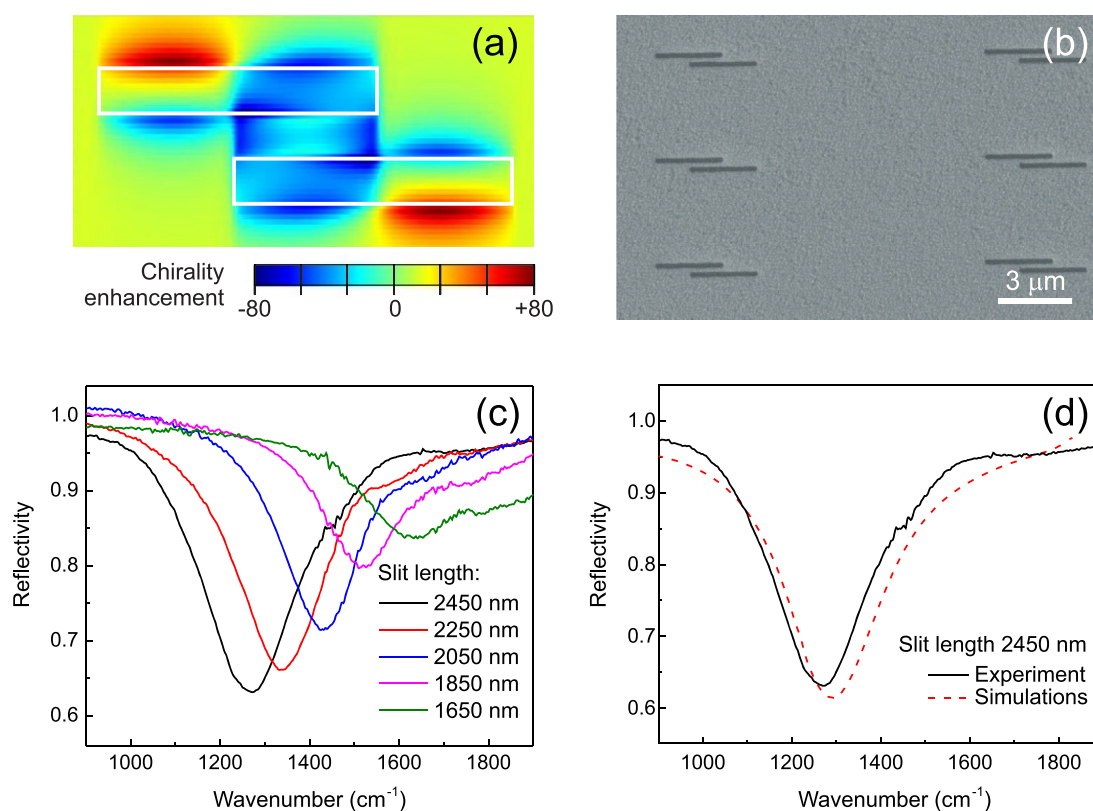 (a)
Chirality
enhancement
-80
0
+80
(b)
3 μm
(c)
1.0
0.9
0.8
0.7
0.6
Reflectivity
Slit length:
2450 nm
2250 nm
2050 nm
1850 nm
1650 nm
1000 1200 1400 1600 1800
Wavenumber (cm⁻¹)
(d)
1.0
0.9
0.8
0.7
0.6
Reflectivity
Slit length 2450 nm
Experiment
Simulations
1000 1200 1400 1600 1800
Wavenumber (cm⁻¹)